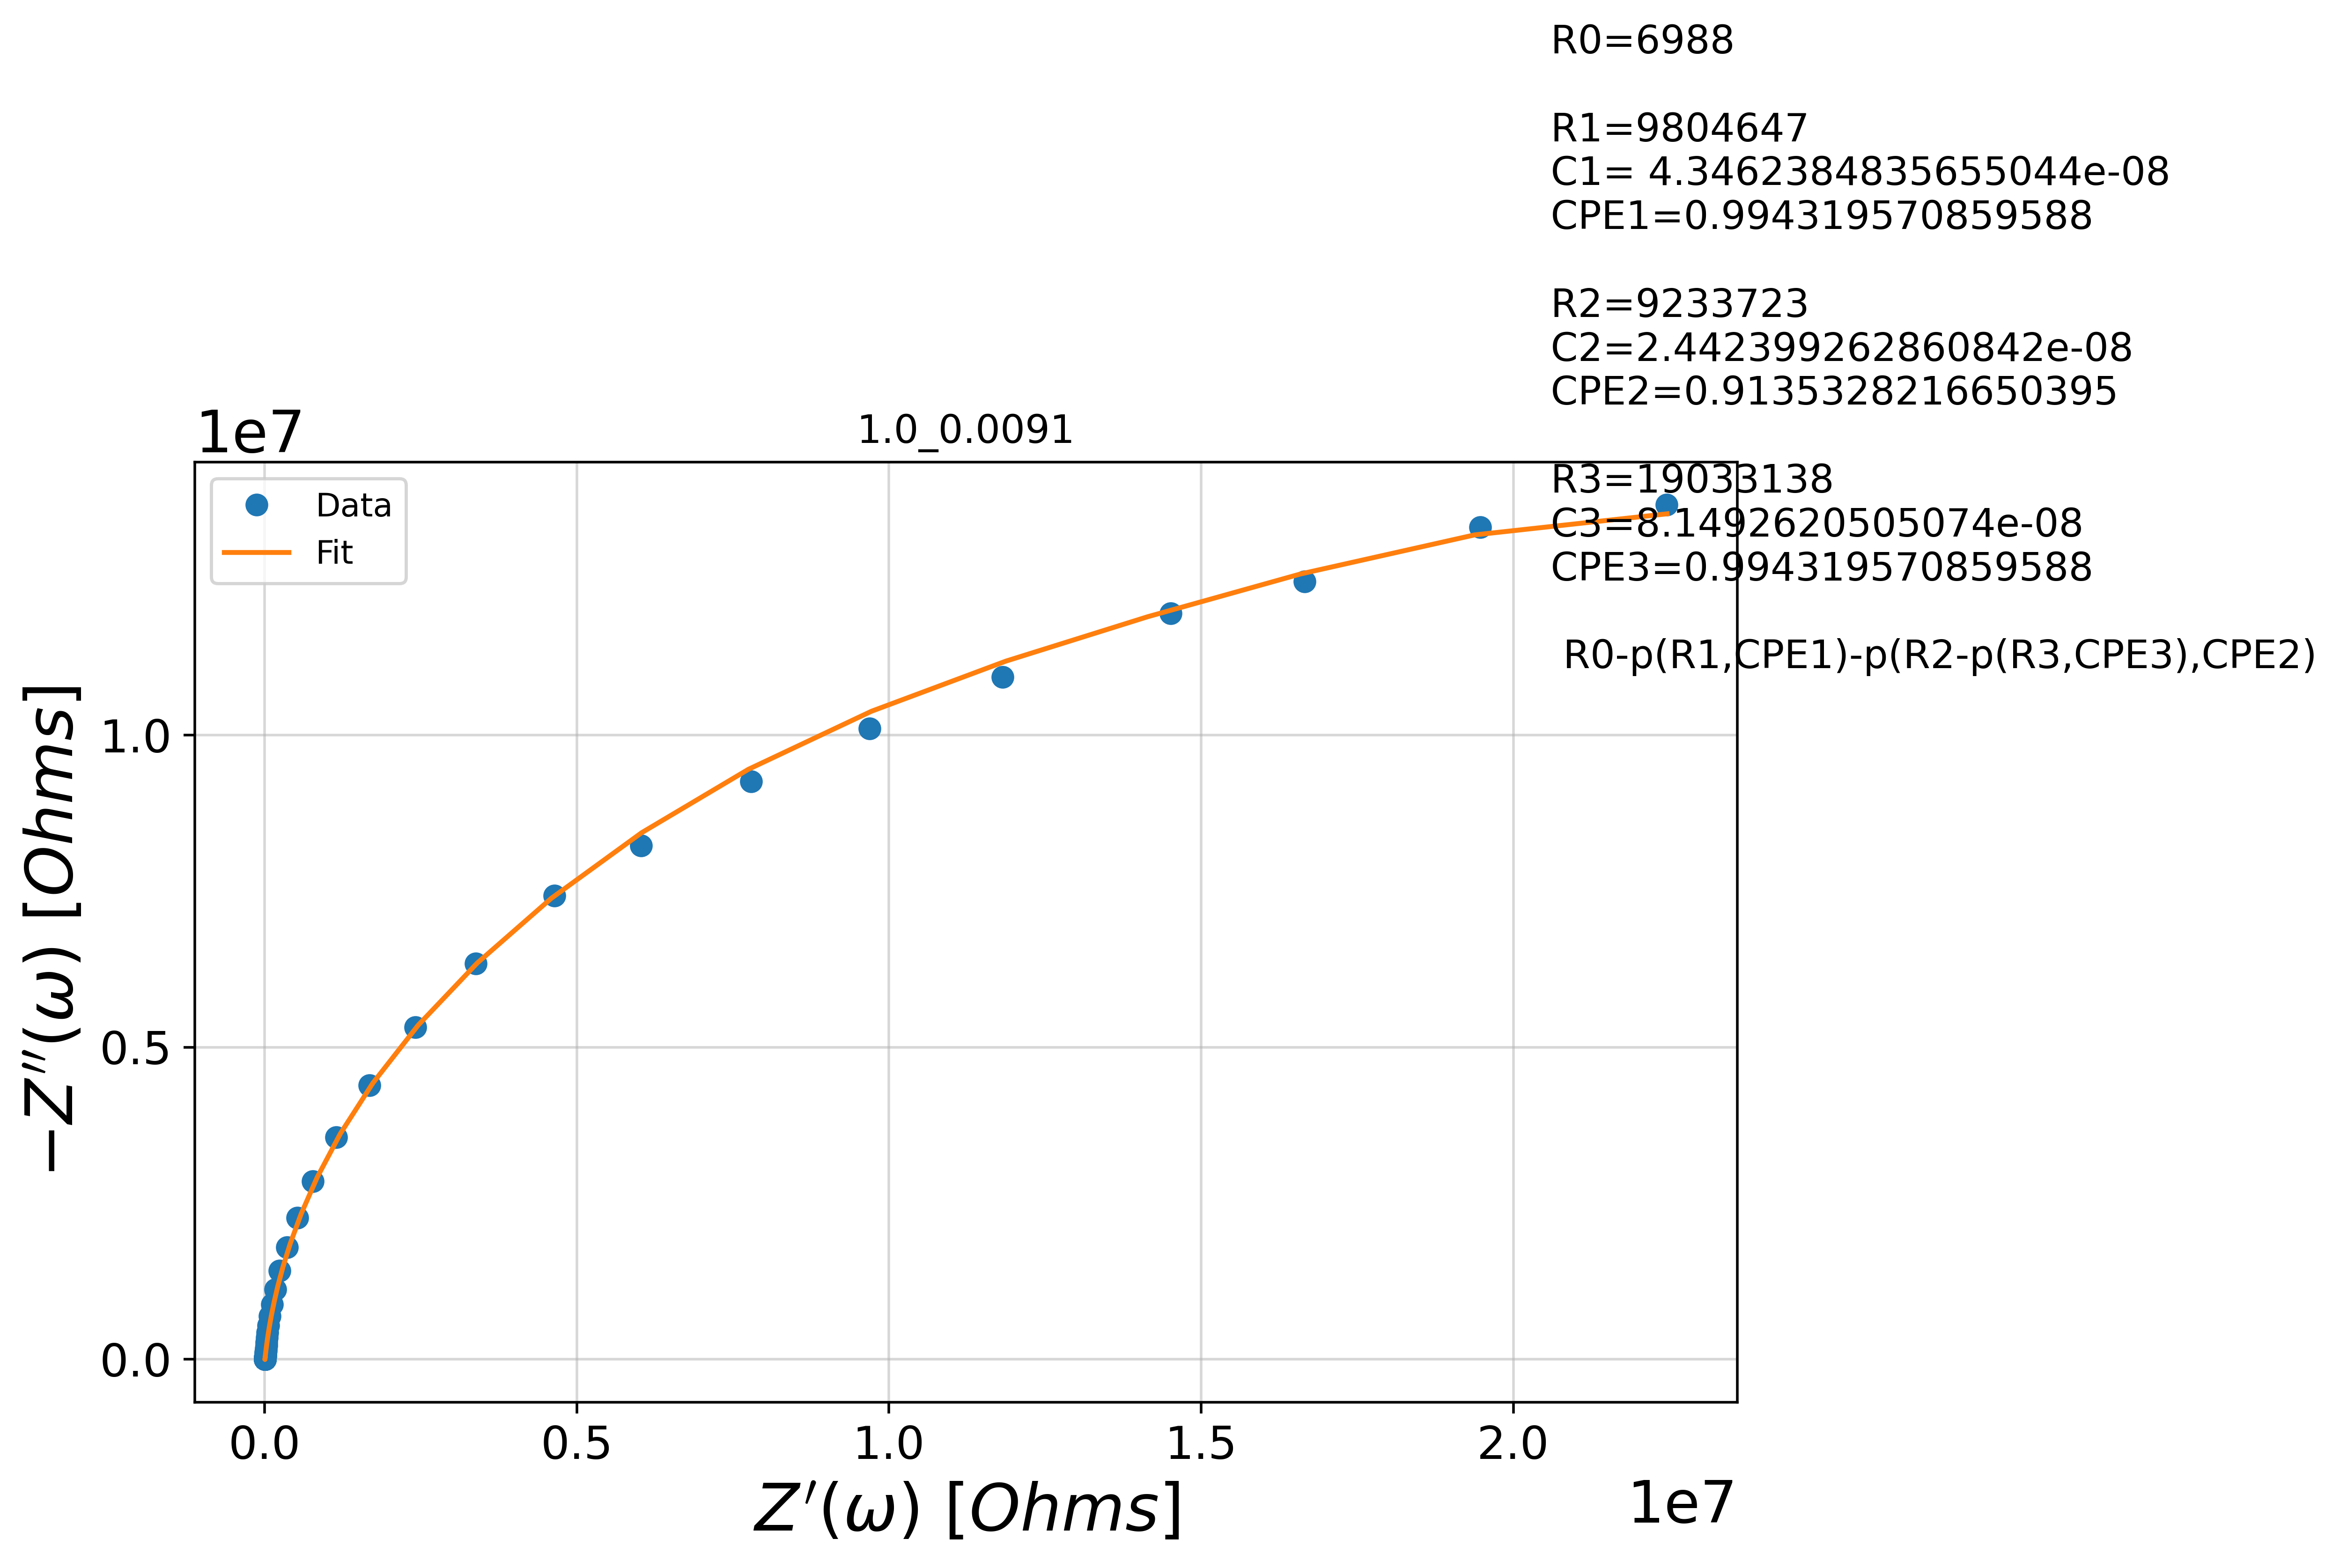 R0=6988
R1=9804647
C1= 4.3462384835655044e-08
CPE1=0.994319570859588
R2=9233723
C2=2.442399262860842e-08
CPE2=0.9135328216650395
1e7
1.0_0.0091
R3=19033138
C3=8.1492620505074e-08
CPE3=0.994319570859588
R0-p(R1,CPE1)-p(R2-p(R3,CPE3),CPE2)
Data
Fit
−Z′′(ω) [Ohms]
1.0
0.5
0.0
0.0 0.5 1.0 1.5 2.0
Z′(ω) [Ohms]
1e7